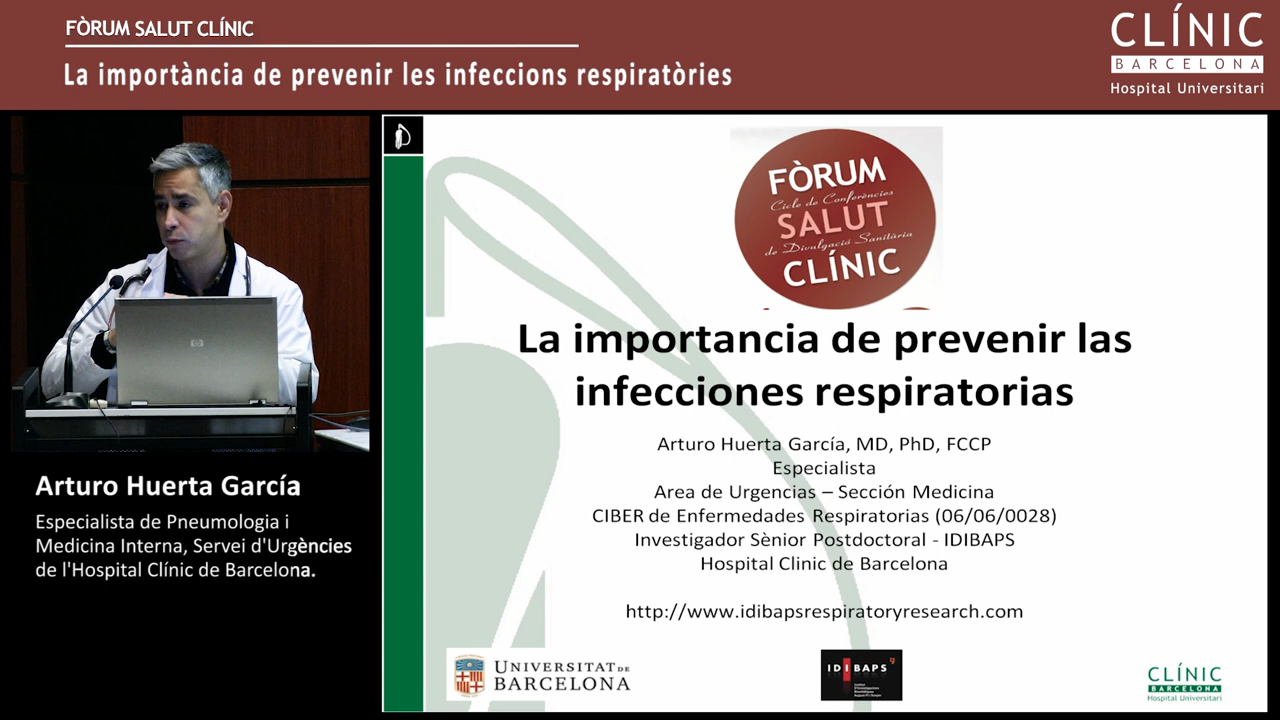 FÒRUM SALUT CLÍNIC
La importància de prevenir les infeccions respiratòries
CLÍNIC
BARCELONA
Hospital Universitari
Arturo Huerta García
Especialista de Pneumologia i
Medicina Interna, Servei d'Urgències
de l'Hospital Clínic de Barcelona.
FÒRUM
Cicle de Conferències
SALUT
de Divulgació Sanitària
CLÍNIC
La importancia de prevenir las
infecciones respiratorias
Arturo Huerta García, MD, PhD, FCCP
Especialista
Area de Urgencias – Sección Medicina
CIBER de Enfermedades Respiratorias (06/06/0028)
Investigador Sènior Postdoctoral - IDIBAPS
Hospital Clinic de Barcelona
http://www.idibapsrespiratoryresearch.com
UNIVERSITAT DE
BARCELONA
IDIBAPS
CLÍNIC
BARCELONA
Hospital Universitari